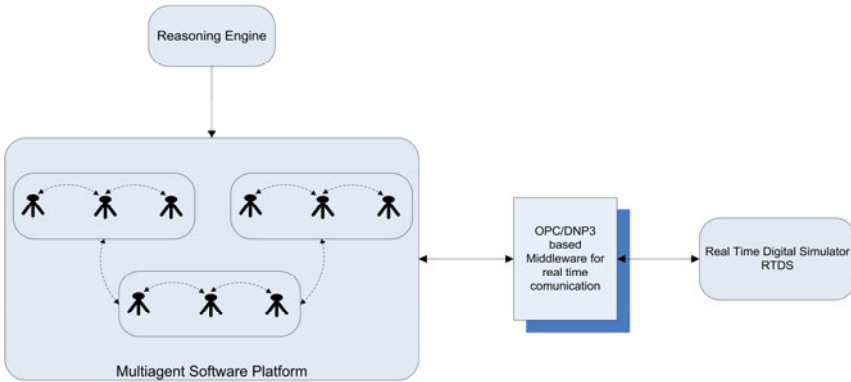 Reasoning Engine
OPC/DNP3
based
Middleware for
real time
comunication
Real Time Digital Simulator
RTDS
Multiagent Software Platform